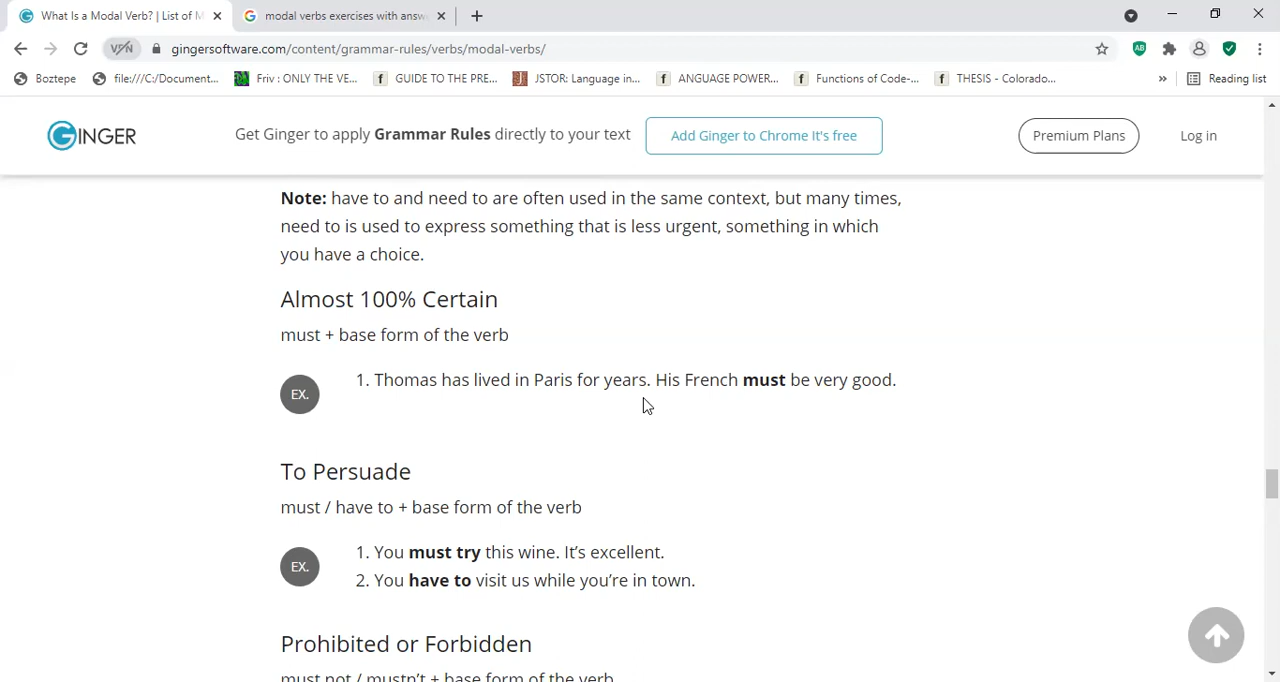 What Is a Modal Verb? | List of M
modal verbs exercises with answ
VPN
gingersoftware.com/content/grammar-rules/verbs/modal-verbs/
AB
Boztepe
file:///C:/Document...
Friv : ONLY THE VE...
GUIDE TO THE PRE...
JSTOR: Language in...
ANGUAGE POWER...
Functions of Code-...
THESIS - Colorado...
»
Reading list
GINGER
Get Ginger to apply Grammar Rules directly to your text
Add Ginger to Chrome It's free
Premium Plans
Log in
Note: have to and need to are often used in the same context, but many times,
need to is used to express something that is less urgent, something in which
you have a choice.
Almost 100% Certain
must + base form of the verb
EX.
1. Thomas has lived in Paris for years. His French must be very good.
To Persuade
must / have to + base form of the verb
EX.
1. You must try this wine. It’s excellent.
2. You have to visit us while you’re in town.
Prohibited or Forbidden
must not / mustn't + base form of the verb